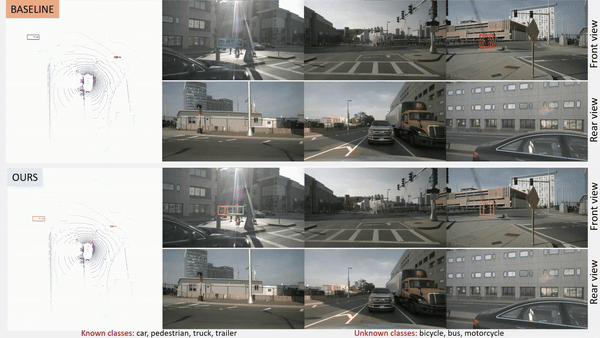 BASELINE
Front view
Rear view
OURS
Front view
Rear view
Known classes: car, pedestrian, truck, trailer
Unknown classes: bicycle, bus, motorcycle